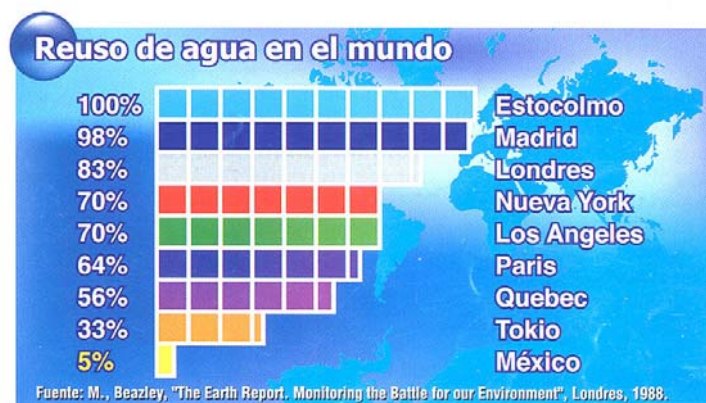 Reuso de agua en el mundo
100% Estocolmo
98% Madrid
83% Londres
70% Nueva York
70% Los Angeles
64% Paris
56% Quebec
33% Tokio
5% México
Fuente: M., Beazley, "The Earth Report. Monitoring the Battle for our Environment", Londres, 1988.